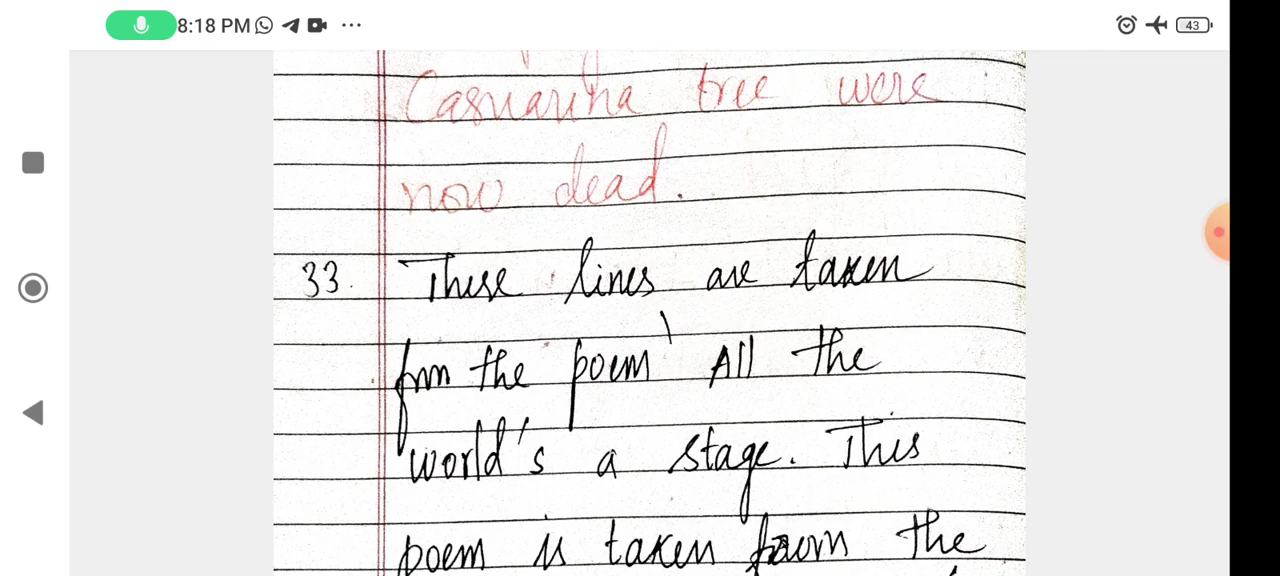 8:18 PM
43
Casuarina tree were
now dead.
33. These lines are taken
from the poem ' All the
world's a stage. This
poem is taken from the